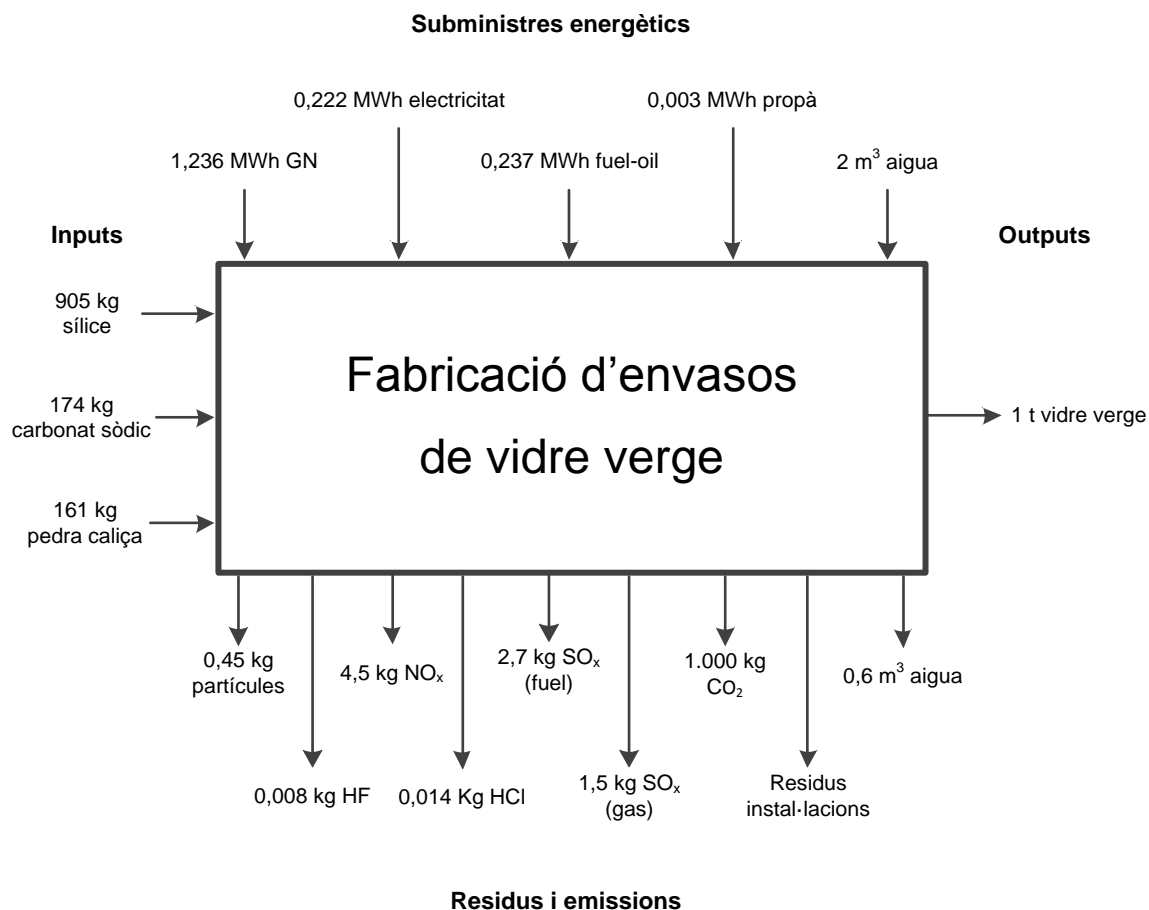 Subministres energètics
0,222 MWh electricitat
0,003 MWh propà
1,236 MWh GN
0,237 MWh fuel-oil
2 m³ aigua
Inputs
Outputs
905 kg
sílice
174 kg
carbonat sòdic
161 kg
pedra caliça
Fabricació d’envasos
de vidre verge
1 t vidre verge
0,45 kg
partícules
4,5 kg NOₓ
2,7 kg SOₓ
(fuel)
1.000 kg
CO₂
0,6 m³ aigua
0,008 kg HF
0,014 Kg HCl
1,5 kg SOₓ
(gas)
Residus
instal·lacions
Residus i emissions